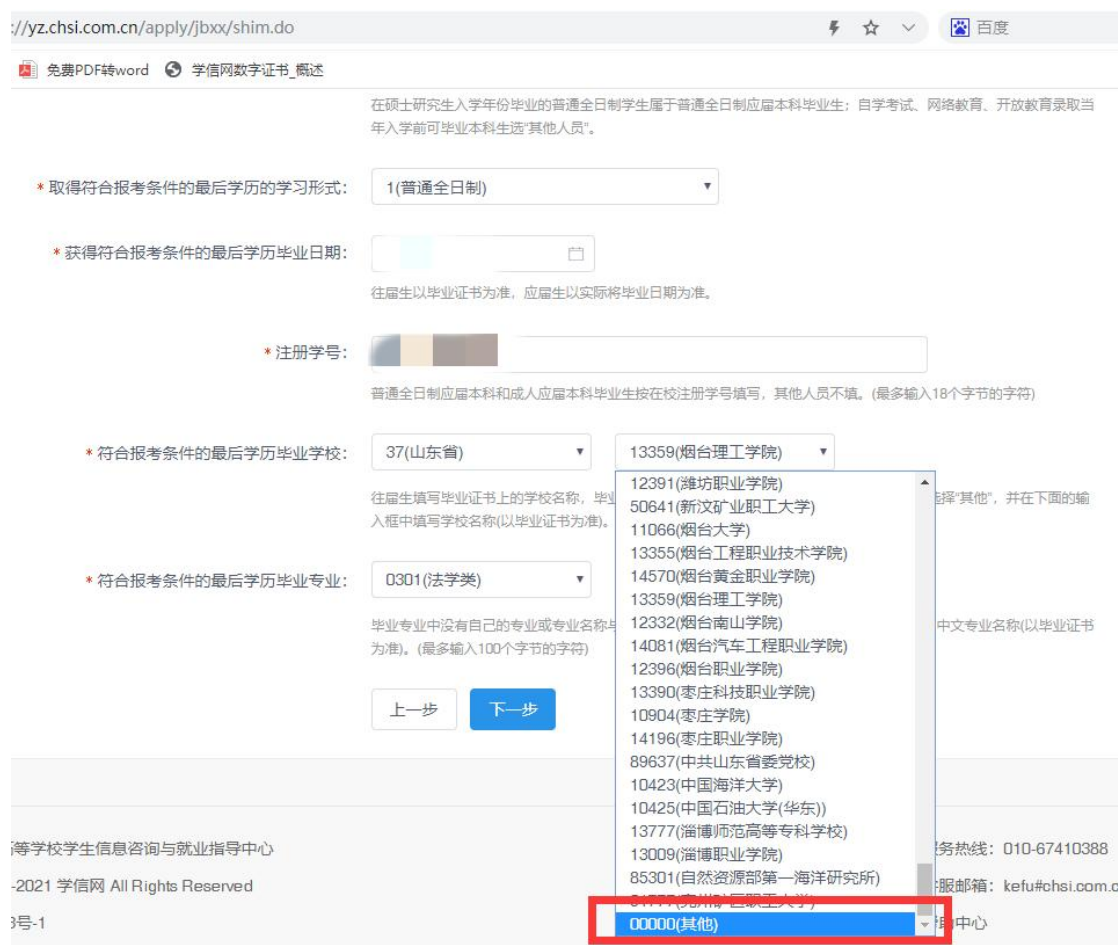 ://yz.chsi.com.cn/apply/jbxx/shim.do
百度
免费PDF转word 学信网数字证书_概述
在硕士研究生入学年份毕业的普通全日制学生属于普通全日制应届本科毕业生；自学考试、网络教育、开放教育录取当
年入学前可毕业本科生选“其他人员”。
*取得符合报考条件的最后学历的学习形式： 1(普通全日制)
*获得符合报考条件的最后学历毕业日期：
往届生以毕业证书为准，应届生以实际将毕业日期为准。
*注册学号：
普通全日制应届本科和成人应届本科毕业生按在校注册学号填写，其他人员不填。(最多输入18个字节的字符)
*符合报考条件的最后学历毕业学校： 37(山东省) 13359(烟台理工学院)
往届生填写毕业证书上的学校名称，毕业 选择“其他”，并在下面的输
入框中填写学校名称(以毕业证书为准)。
*符合报考条件的最后学历毕业专业： 0301(法学类)
毕业专业中没有自己的专业或专业名称与 中文专业名称(以毕业证书
为准)。(最多输入100个字节的字符)
上一步 下一步
12391(潍坊职业学院)
50641(新汶矿业职工大学)
11066(烟台大学)
13355(烟台工程职业技术学院)
14570(烟台黄金职业学院)
13359(烟台理工学院)
12332(烟台南山学院)
14081(烟台汽车工程职业学院)
12396(烟台职业学院)
13390(枣庄科技职业学院)
10904(枣庄学院)
14196(枣庄职业学院)
89637(中共山东省委党校)
10423(中国海洋大学)
10425(中国石油大学(华东))
13777(淄博师范高等专科学校)
13009(淄博职业学院)
85301(自然资源部第一海洋研究所)
00000(其他)
等学校学生信息咨询与就业指导中心 务热线：010-67410388
-2021 学信网 All Rights Reserved 服邮箱：kefu#chsi.com.c
3号-1 助中心